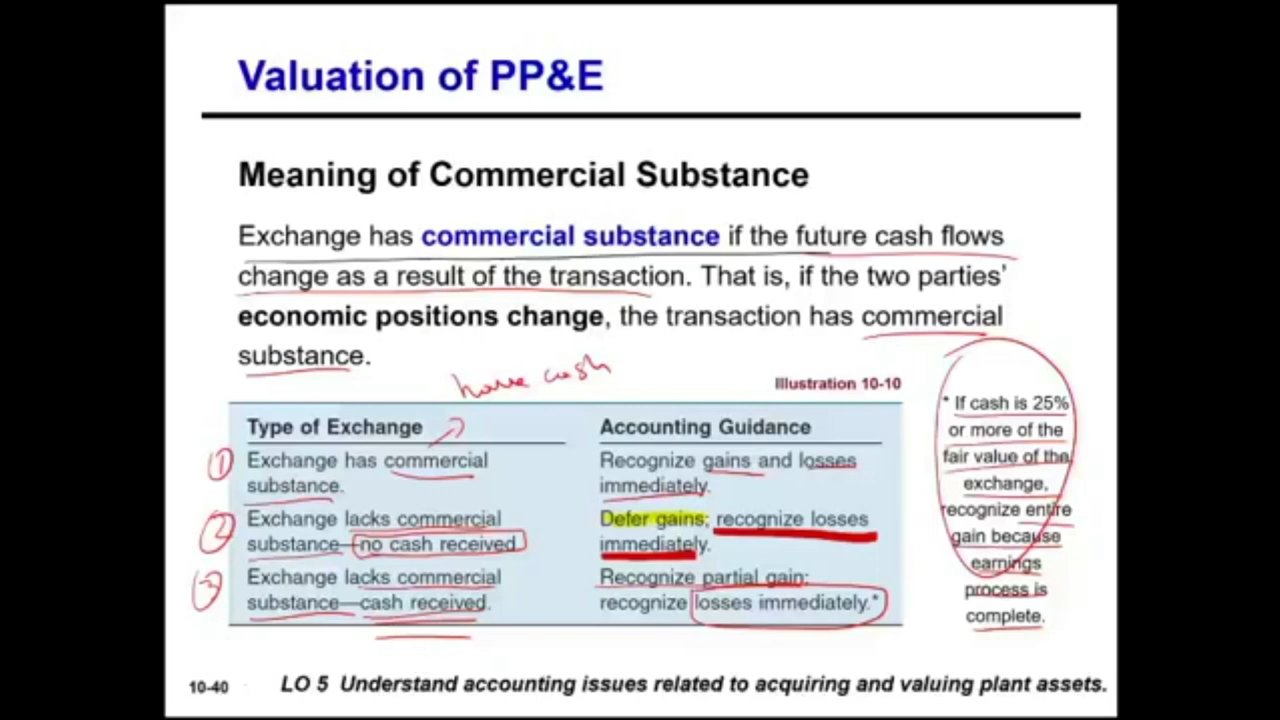 Valuation of PP&E
Meaning of Commercial Substance
Exchange has commercial substance if the future cash flows
change as a result of the transaction. That is, if the two parties’
economic positions change, the transaction has commercial
substance.
have cash
Illustration 10-10
Type of Exchange
Accounting Guidance
1 Exchange has commercial
substance.
Recognize gains and losses
immediately.
2 Exchange lacks commercial
substance—no cash received.
Defer gains; recognize losses
immediately.
3 Exchange lacks commercial
substance—cash received.
Recognize partial gain;
recognize losses immediately.*
* If cash is 25%
or more of the
fair value of the
exchange,
recognize entire
gain because
earnings
process is
complete.
10-40
LO 5 Understand accounting issues related to acquiring and valuing plant assets.